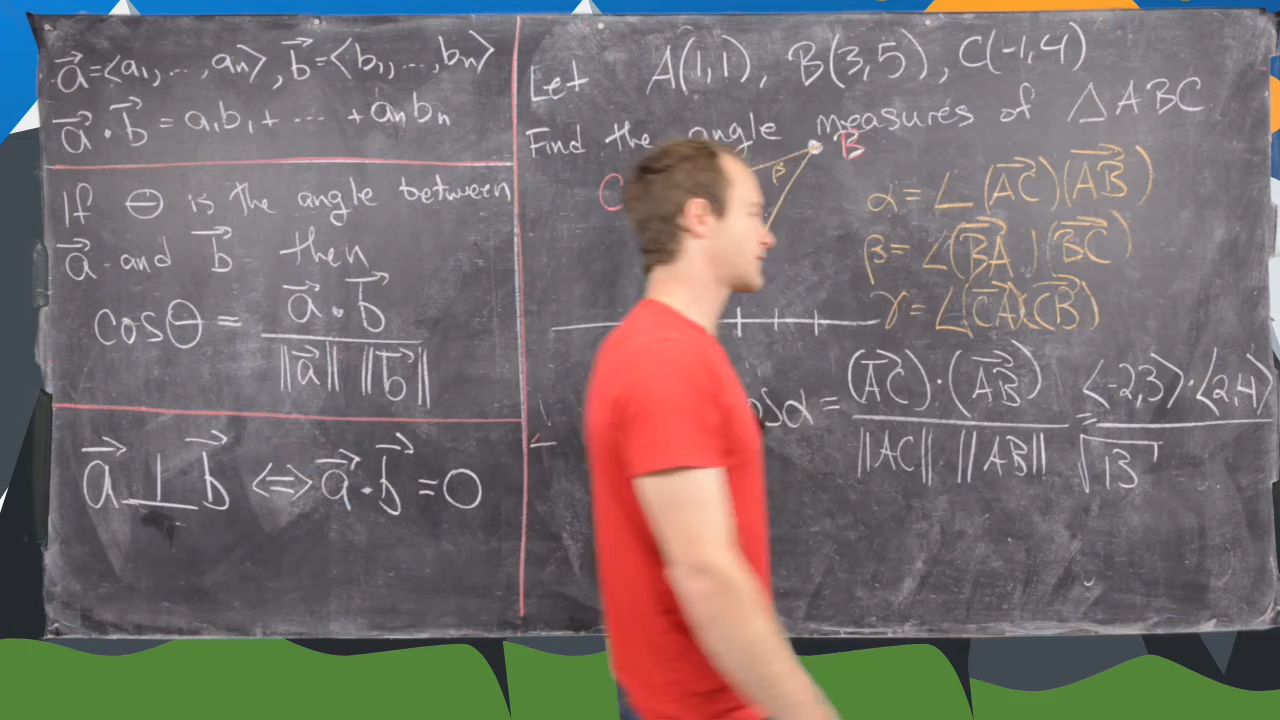 a⃗=<a₁,...,aₙ>, b⃗=<b₁,...,bₙ>
a⃗·b⃗ = a₁b₁+ ... +aₙbₙ
If θ is the angle between
a⃗ and b⃗ then
cosθ = a⃗·b⃗ / ‖a⃗‖ ‖b⃗‖
a⃗ ⊥ b⃗ ⟺ a⃗·b⃗=0
Let A(1,1), B(3,5), C(-1,4)
Find the angle measures of △ABC
B
β
C
α=∠(AC⃗)(AB⃗)
β=∠(BA⃗)(BC⃗)
γ=∠(CA⃗)(CB⃗)
osα = (AC⃗)·(AB⃗) / ‖AC‖ ‖AB‖ = <-2,3>·<2,4> / √13